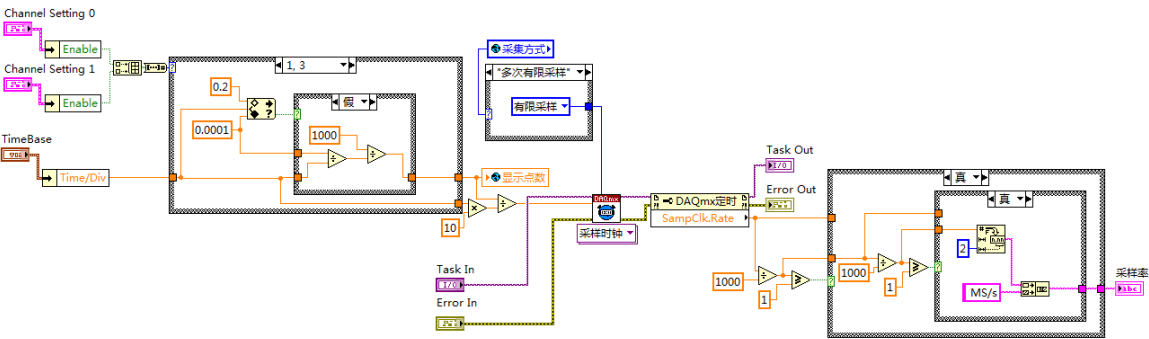 Channel Setting 0
Enable
Channel Setting 1
Enable
TimeBase
Time/Div
1, 3
0.2
0.0001
假
1000
采集方式
"多次有限采样"
有限采样
显示点数
10
DAQmx
采样时钟
Task In
I/O
Error In
DAQmx定时
SampClk.Rate
Task Out
I/O
Error Out
1000
1
真
1000
1
真
2
MS/s
采样率
abc